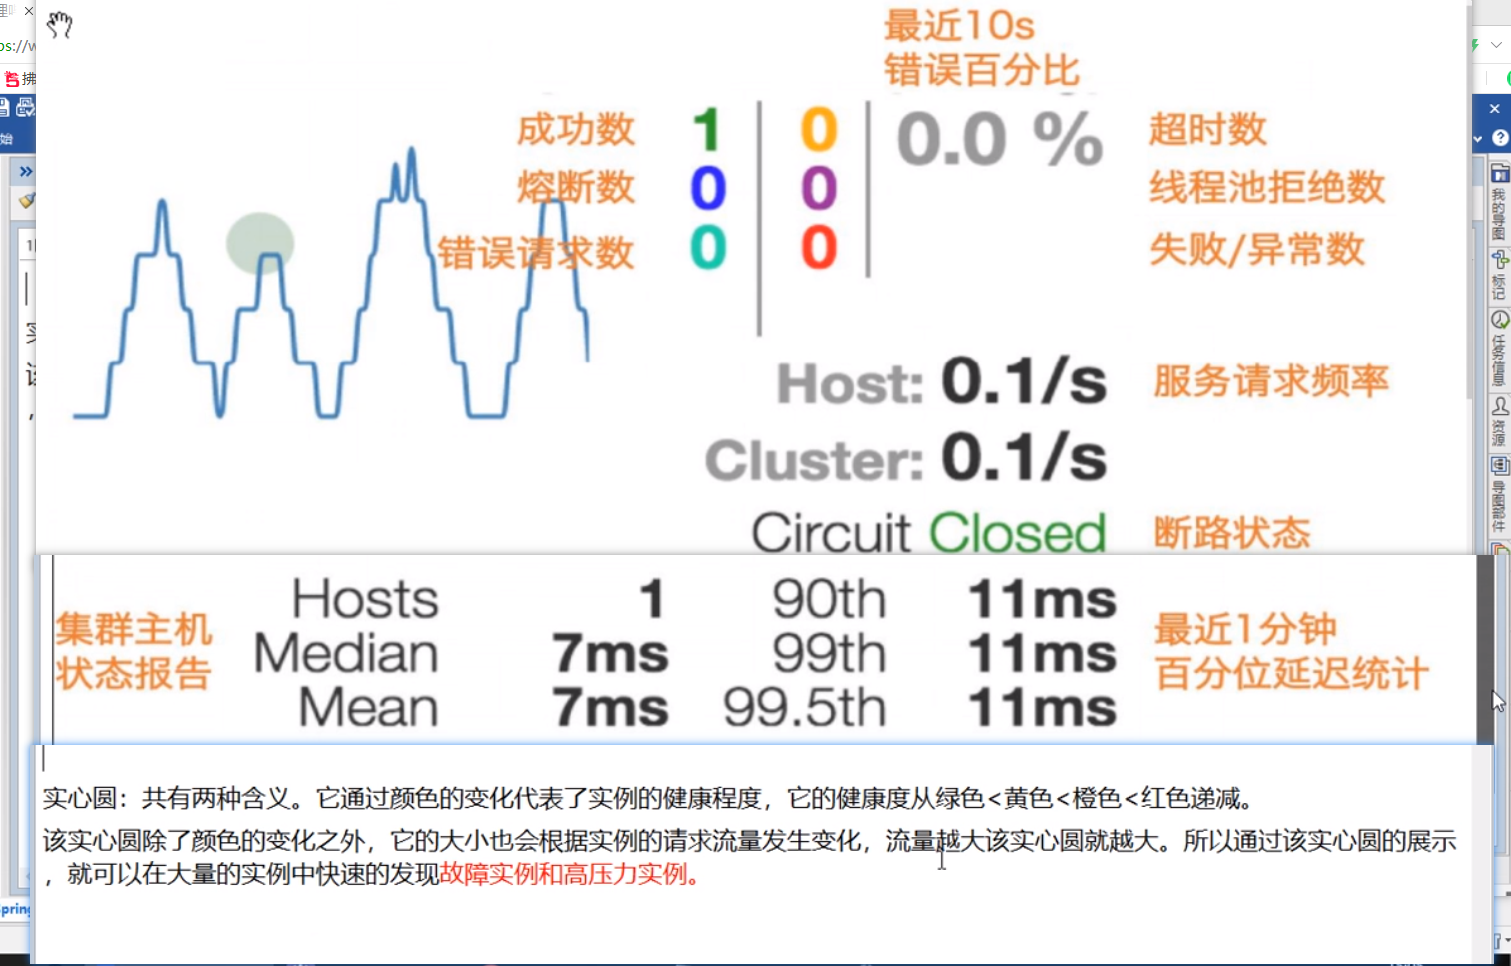 ps://w
拂
最近10s
错误百分比
成功数 1 0 0.0 % 超时数
熔断数 0 0 线程池拒绝数
错误请求数 0 0 失败/异常数
Host: 0.1/s 服务请求频率
Cluster: 0.1/s
Circuit Closed 断路状态
集群主机
状态报告
Hosts 1 90th 11ms
Median 7ms 99th 11ms
Mean 7ms 99.5th 11ms
最近1分钟
百分位延迟统计
实心圆：共有两种含义。它通过颜色的变化代表了实例的健康程度，它的健康度从绿色<黄色<橙色<红色递减。
该实心圆除了颜色的变化之外，它的大小也会根据实例的请求流量发生变化，流量越大该实心圆就越大。所以通过该实心圆的展示
，就可以在大量的实例中快速的发现故障实例和高压力实例。
始
我的导图
标记
任务信息
资源
导图部件
Spring